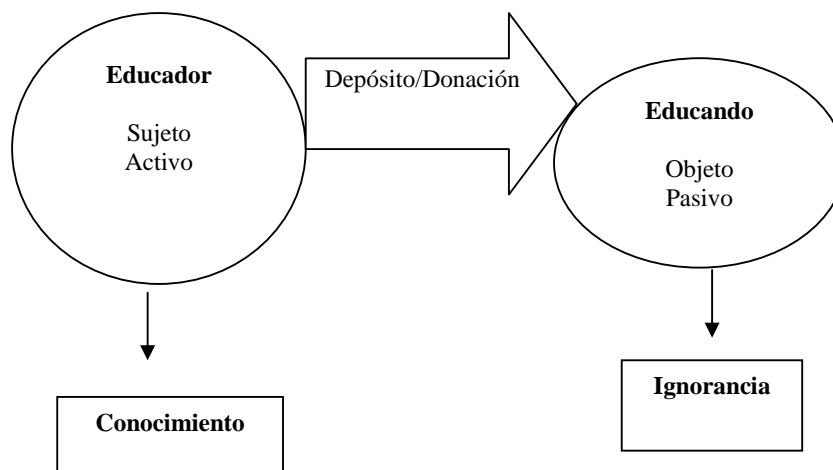 Educador
Sujeto
Activo
Depósito/Donación
Educando
Objeto
Pasivo
Conocimiento
Ignorancia